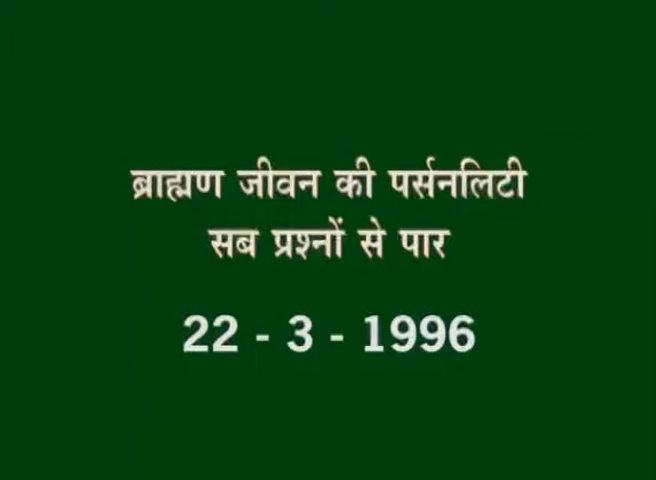 ब्राह्मण जीवन की पर्सनलिटी
सब प्रश्नों से पार
22 - 3 - 1996